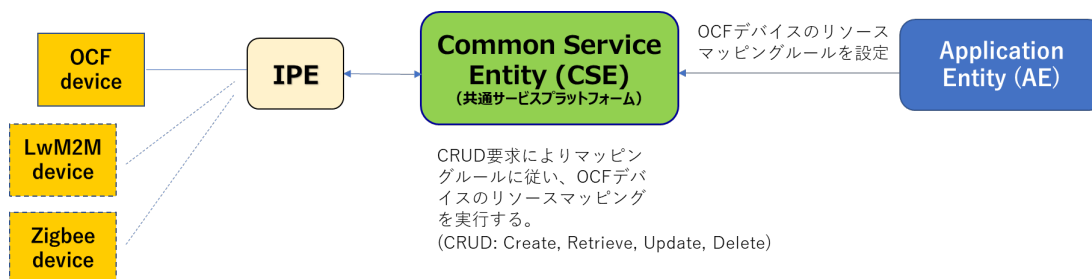 OCF
device
LwM2M
device
Zigbee
device
IPE
Common Service
Entity (CSE)
(共通サービスプラットフォーム)
CRUD要求によりマッピン
グルールに従い、OCFデバ
イスのリソースマッピング
を実行する。
(CRUD: Create, Retrieve, Update, Delete)
OCFデバイスのリソース
マッピングルールを設定
Application
Entity (AE)